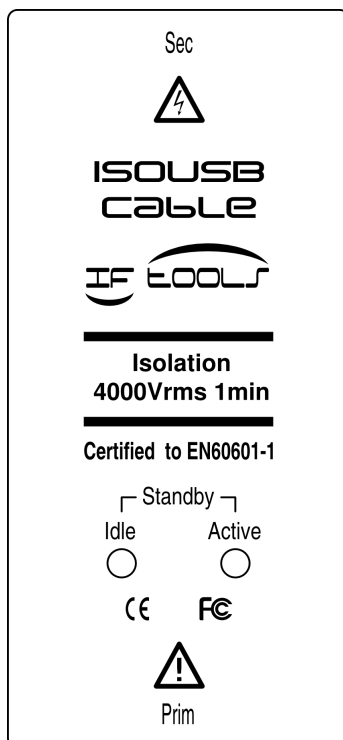 Sec
ISOUSB
Cable
IF tools
Isolation
4000Vrms 1min
Certified to EN60601-1
Standby
Idle Active
CE FC
Prim